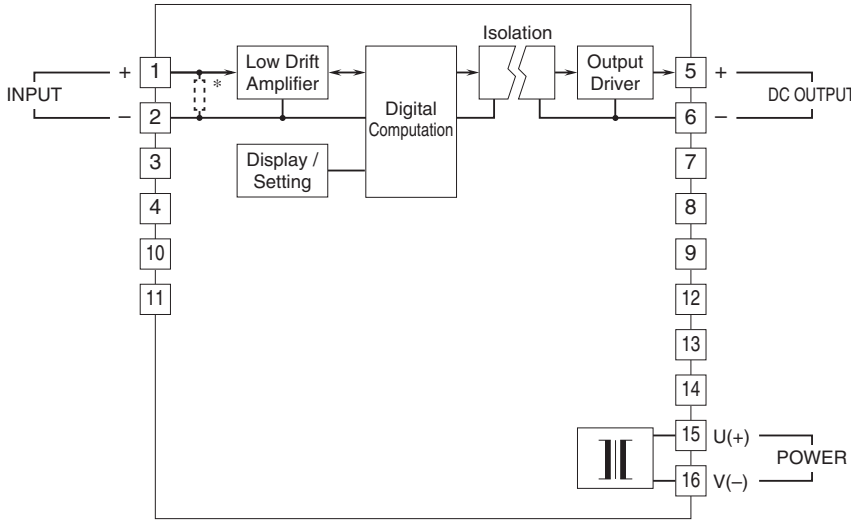 Isolation
INPUT
+
1
*
Low Drift
Amplifier
Digital
Computation
Output
Driver
5
+
DC OUTPUT
–
2
6
–
3
Display /
Setting
7
4
8
10
9
11
12
13
14
15
U(+)
POWER
16
V(–)